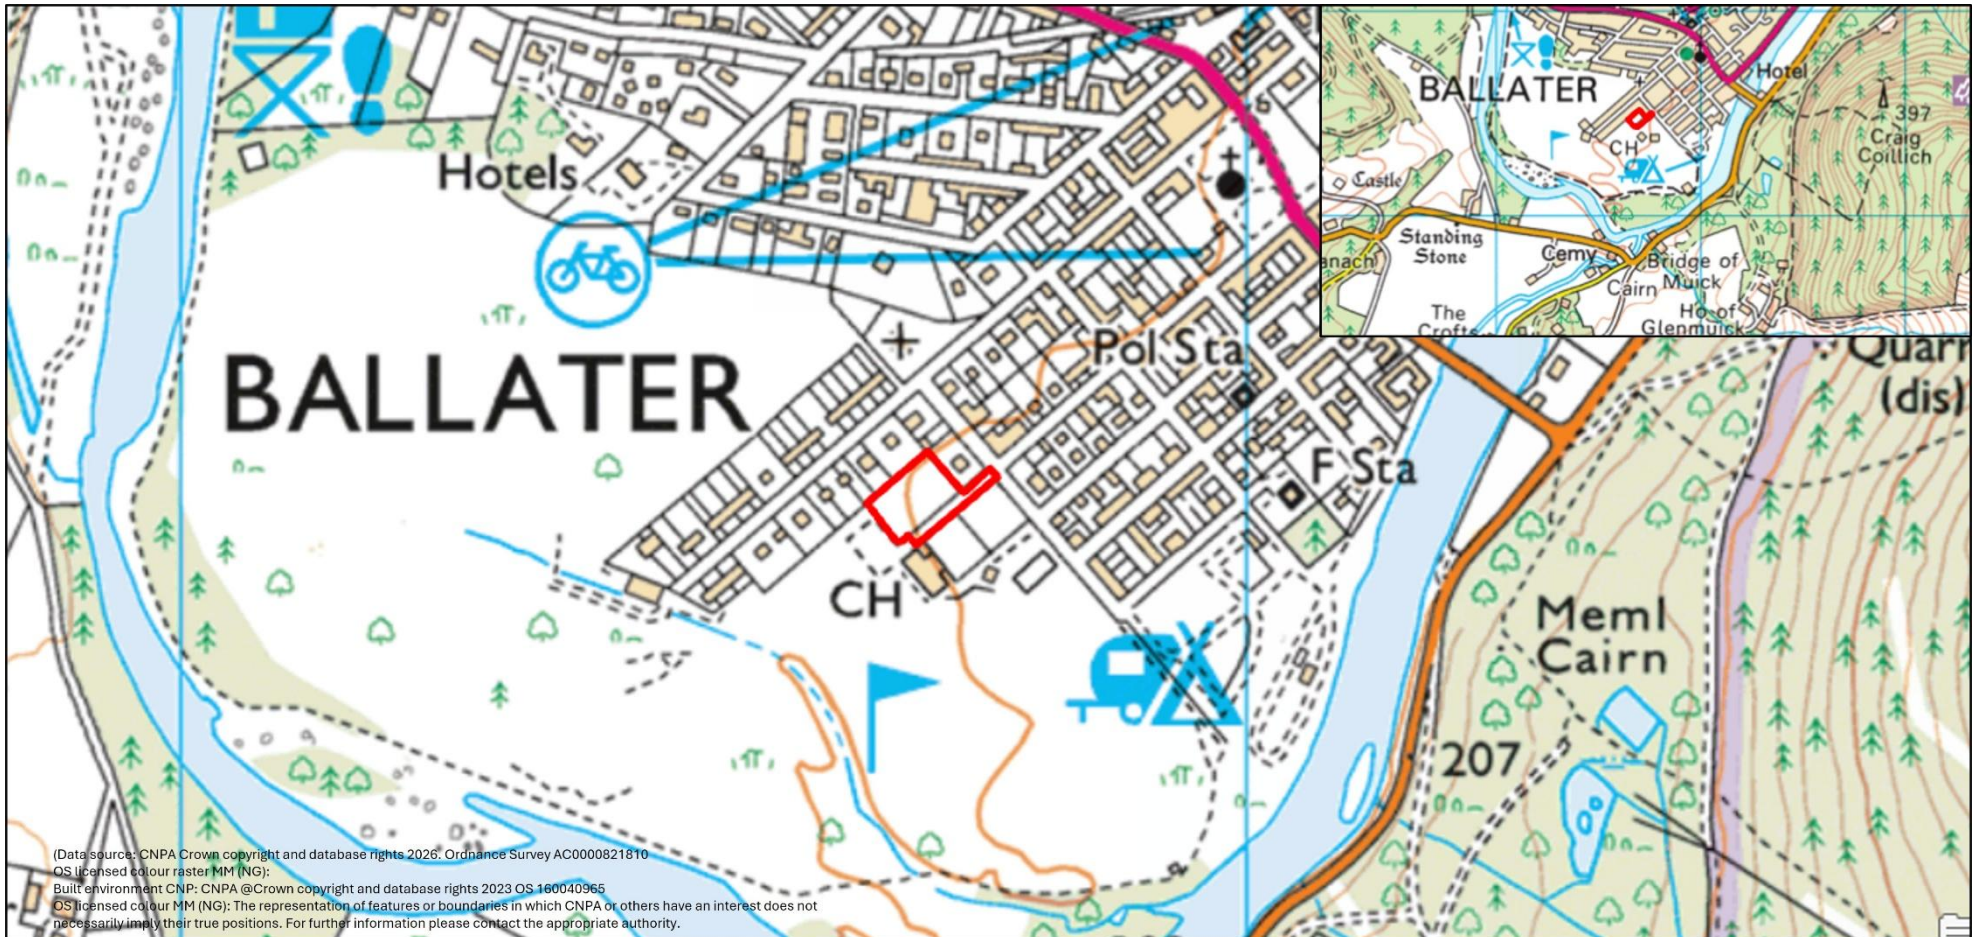 Hotels
BALLATER
Pol Sta
F Sta
CH
Quarr
(dis)
Meml
Cairn
207
BALLATER
Hotel
397
Craig
Coillich
CH
Castle
Standing
Stone
anach
Cemy
Bridge of
Muick
Cairn
The
Crofts
Ho of
Glenmuick
(Data source: CNPA Crown copyright and database rights 2026. Ordnance Survey AC0000821810
OS licensed colour raster MM (NG):
Built environment CNP: CNPA @Crown copyright and database rights 2023 OS 160040965
OS licensed colour MM (NG): The representation of features or boundaries in which CNPA or others have an interest does not
necessarily imply their true positions. For further information please contact the appropriate authority.